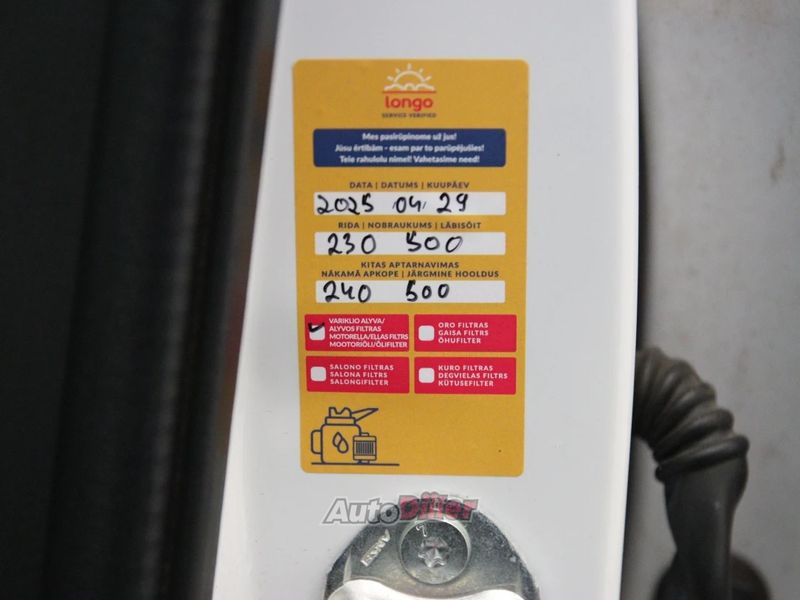 longo
SERVICE VERIFIED
Mes pasirūpinome už jus!
Jūsu ērtībām - esam par to parūpējušies!
Teie rahulolu nimel! Vahetasime need!
DATA | DATUMS | KUUPÄEV
2025 04 29
RIDA | NOBRAUKUMS | LÄBISÕIT
230 500
KITAS APTARNAVIMAS
NĀKAMĀ APKOPE | JÄRGMINE HOOLDUS
240 500
VARIKLIO ALYVA/
ALYVOS FILTRAS
MOTOREĻĻA/EĻĻAS FILTRS
MOOTORIÕLI/ÕLIFILTER
ORO FILTRAS
GAISA FILTRS
ÕHUFILTER
SALONO FILTRAS
SALONA FILTRS
SALONGIFILTER
KURO FILTRAS
DEGVIELAS FILTRS
KÜTUSEFILTER
AutoDiler